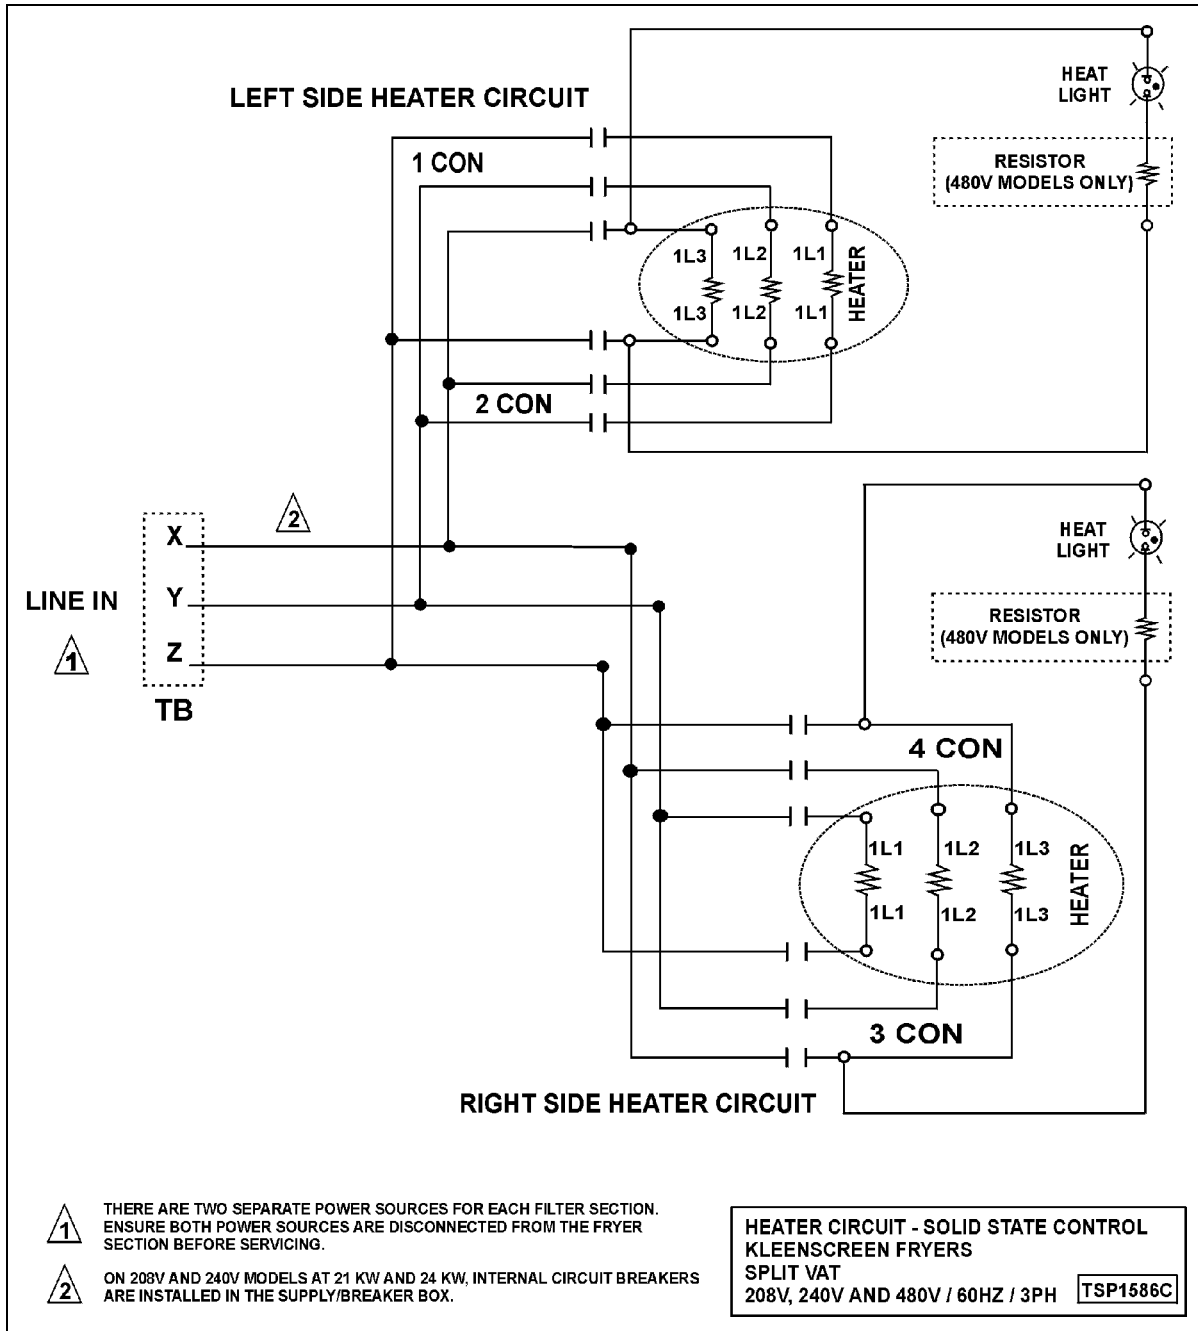 LEFT SIDE HEATER CIRCUIT
HEAT
LIGHT
RESISTOR
(480V MODELS ONLY)
1 CON
1L3
1L2
1L1
HEATER
1L3
1L2
1L1
2 CON
2
X
HEAT
LIGHT
LINE IN
Y
RESISTOR
(480V MODELS ONLY)
1
Z
TB
4 CON
1L1
1L2
1L3
HEATER
1L1
1L2
1L3
3 CON
RIGHT SIDE HEATER CIRCUIT
1
THERE ARE TWO SEPARATE POWER SOURCES FOR EACH FILTER SECTION.
ENSURE BOTH POWER SOURCES ARE DISCONNECTED FROM THE FRYER
SECTION BEFORE SERVICING.
2
ON 208V AND 240V MODELS AT 21 KW AND 24 KW, INTERNAL CIRCUIT BREAKERS
ARE INSTALLED IN THE SUPPLY/BREAKER BOX.
HEATER CIRCUIT - SOLID STATE CONTROL
KLEENSCREEN FRYERS
SPLIT VAT
208V, 240V AND 480V / 60HZ / 3PH
TSP1586C